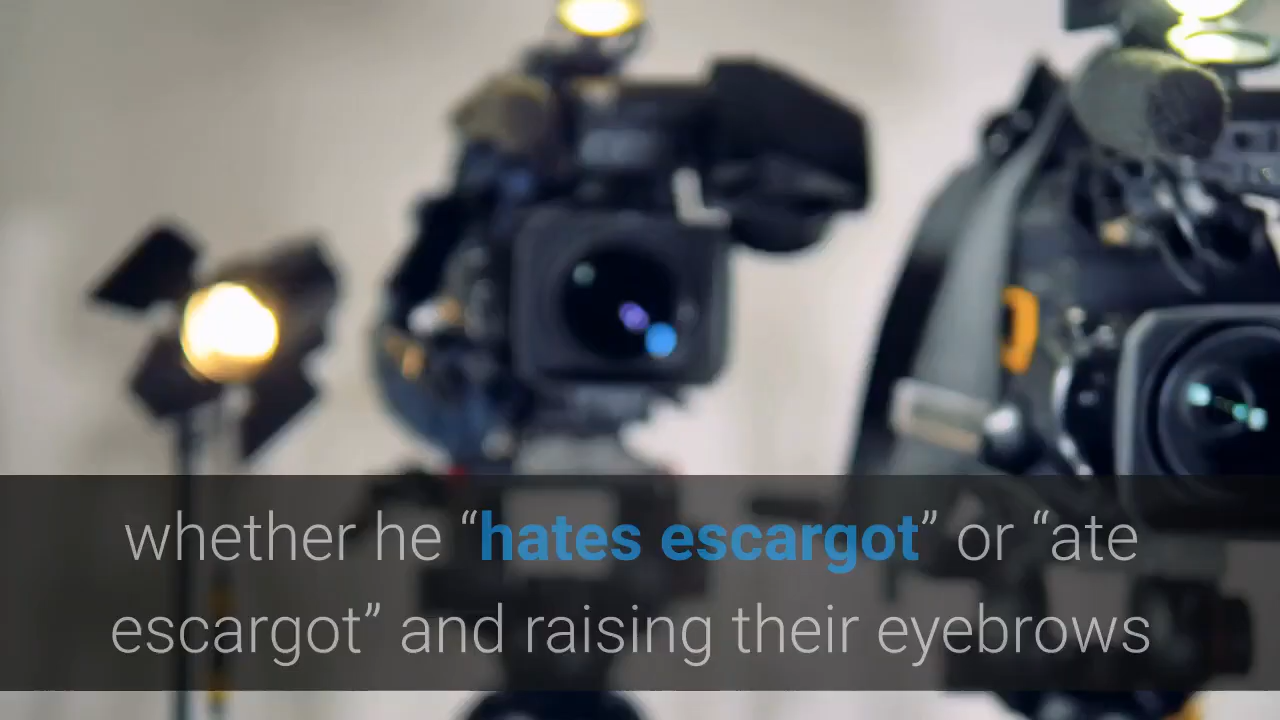 whether he “hates escargot” or “ate
escargot” and raising their eyebrows